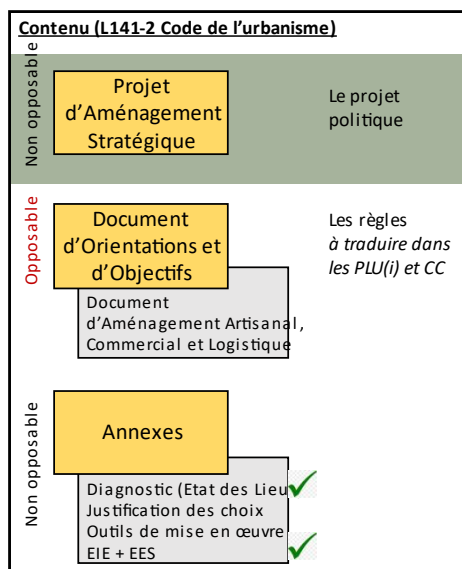 Contenu (L141-2 Code de l'urbanisme)
Non opposable
Projet
d'Aménagement
Stratégique
Le projet
politique
Opposable
Document
d'Orientations et
d'Objectifs
Les règles
à traduire dans
les PLU(i) et CC
Document
d'Aménagement Artisanal,
Commercial et Logistique
Non opposable
Annexes
Diagnostic (Etat des Lieu
Justification des choix
Outils de mise en œuvre
EIE + EES